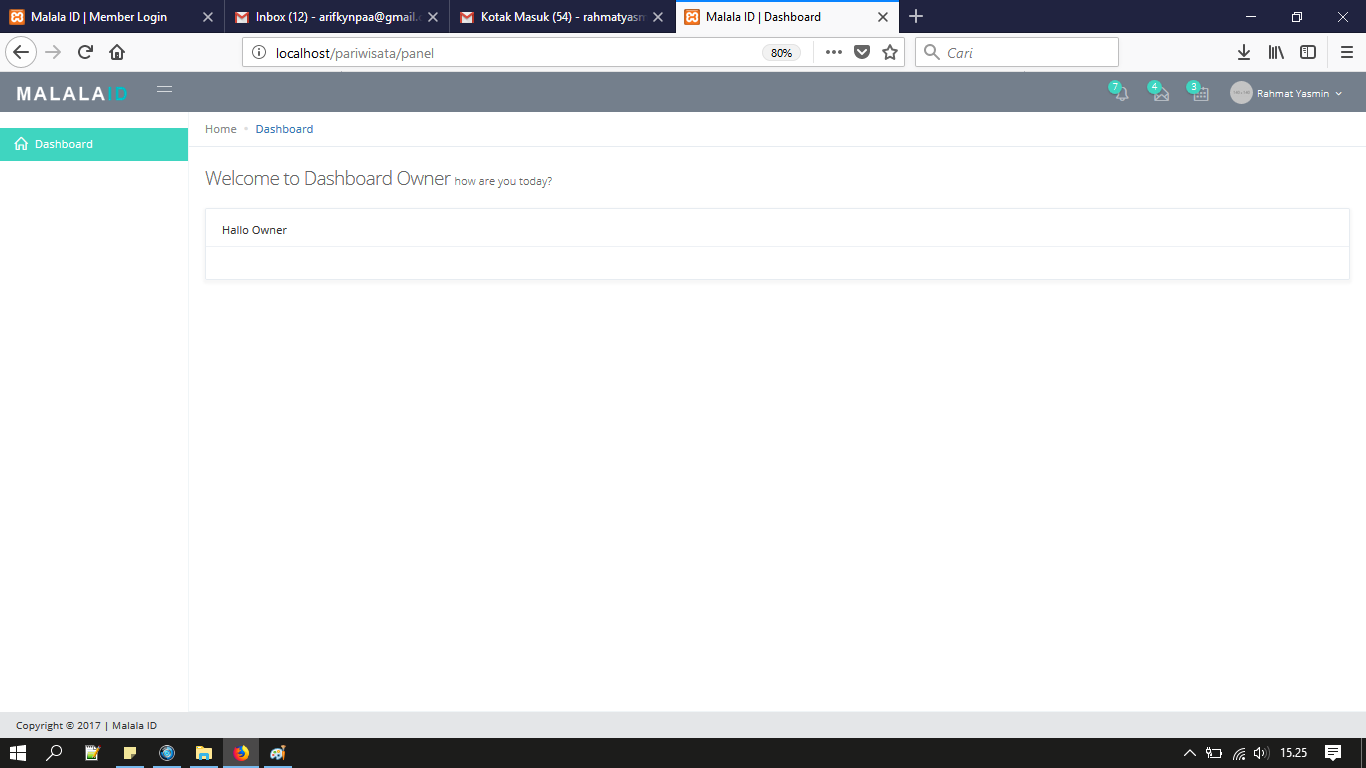 Malala ID | Member Login
Inbox (12) - arifkynpaa@gmail.
Kotak Masuk (54) - rahmatyasm
Malala ID | Dashboard
localhost/pariwisata/panel
80%
Cari
MALALAID
7
4
3
Rahmat Yasmin
Dashboard
Home • Dashboard
Welcome to Dashboard Owner how are you today?
Hallo Owner
Copyright © 2017 | Malala ID
15.25